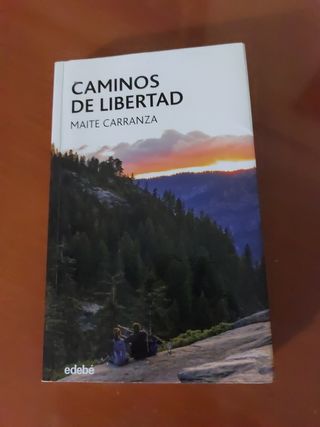 CAMINOS
DE LIBERTAD
MAITE CARRANZA
edebé